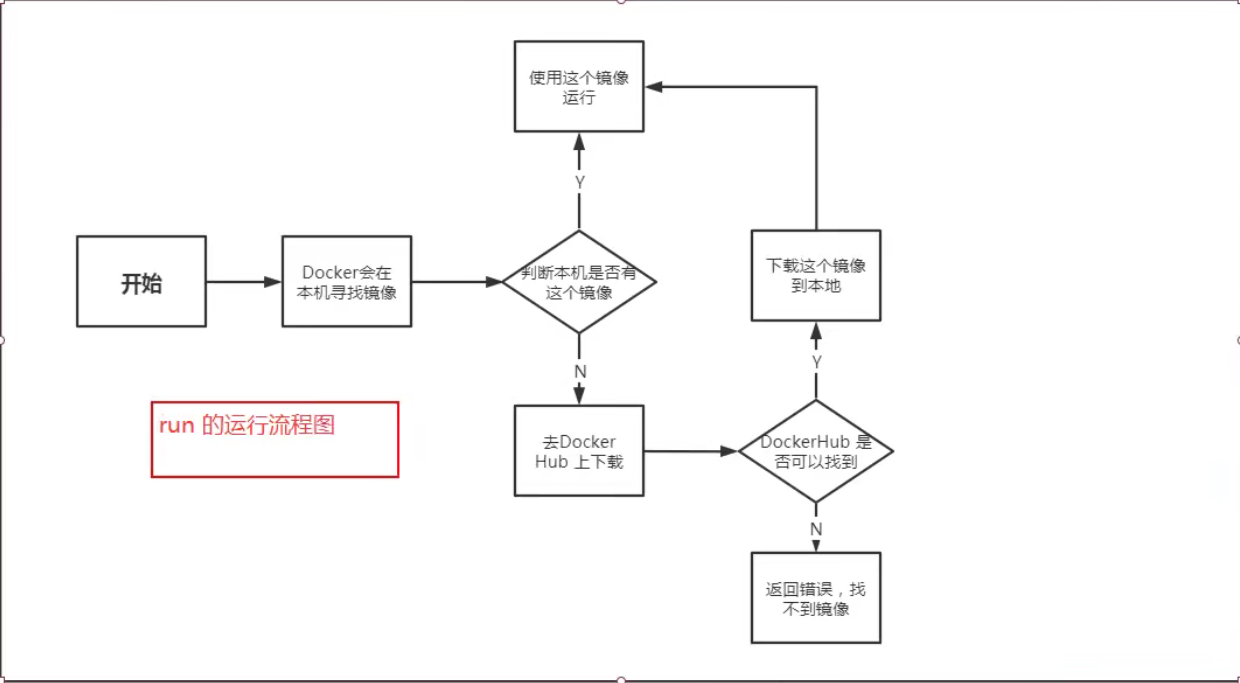 使用这个镜像
运行
Y
开始
Docker会在
本机寻找镜像
判断本机是否有
这个镜像
下载这个镜像
到本地
N
Y
run 的运行流程图
去Docker
Hub 上下载
DockerHub 是
否可以找到
N
返回错误，找
不到镜像